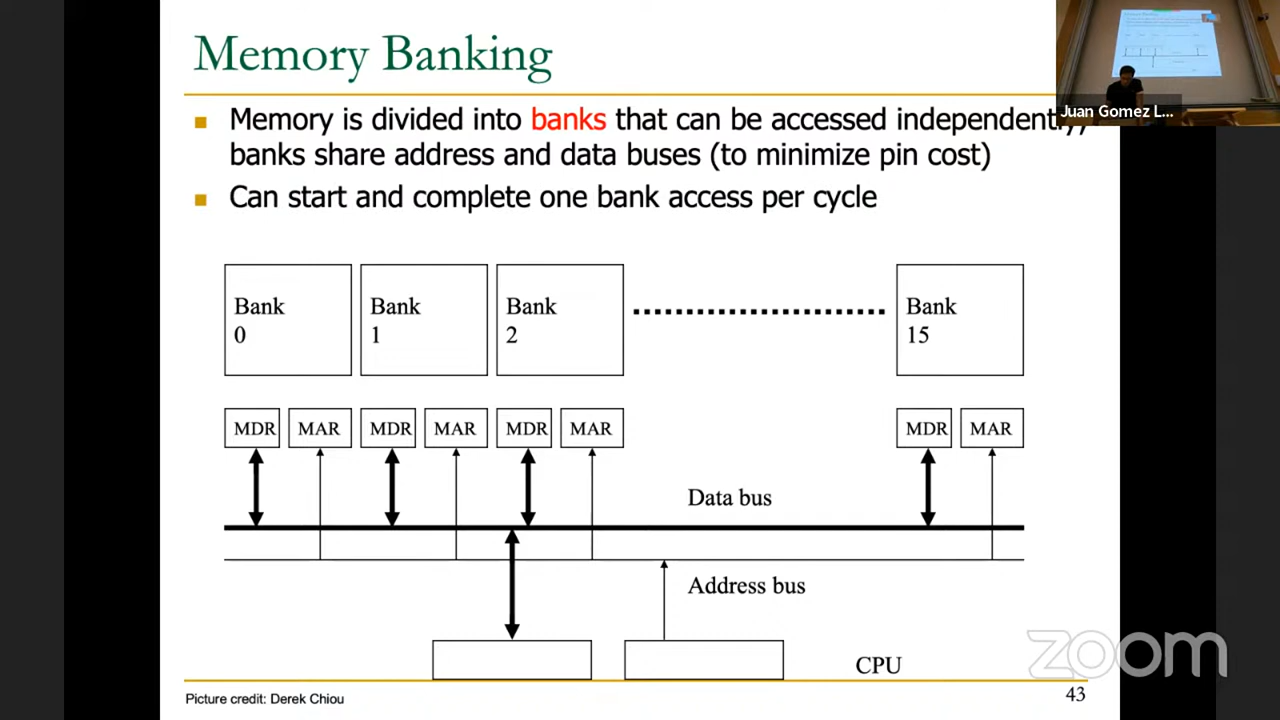 Memory Banking
Juan Gomez L...
Memory is divided into banks that can be accessed independently;
banks share address and data buses (to minimize pin cost)
Can start and complete one bank access per cycle
Bank
0
Bank
1
Bank
2
Bank
15
MDR MAR MDR MAR MDR MAR MDR MAR
Data bus
Address bus
CPU
zoom
Picture credit: Derek Chiou
43